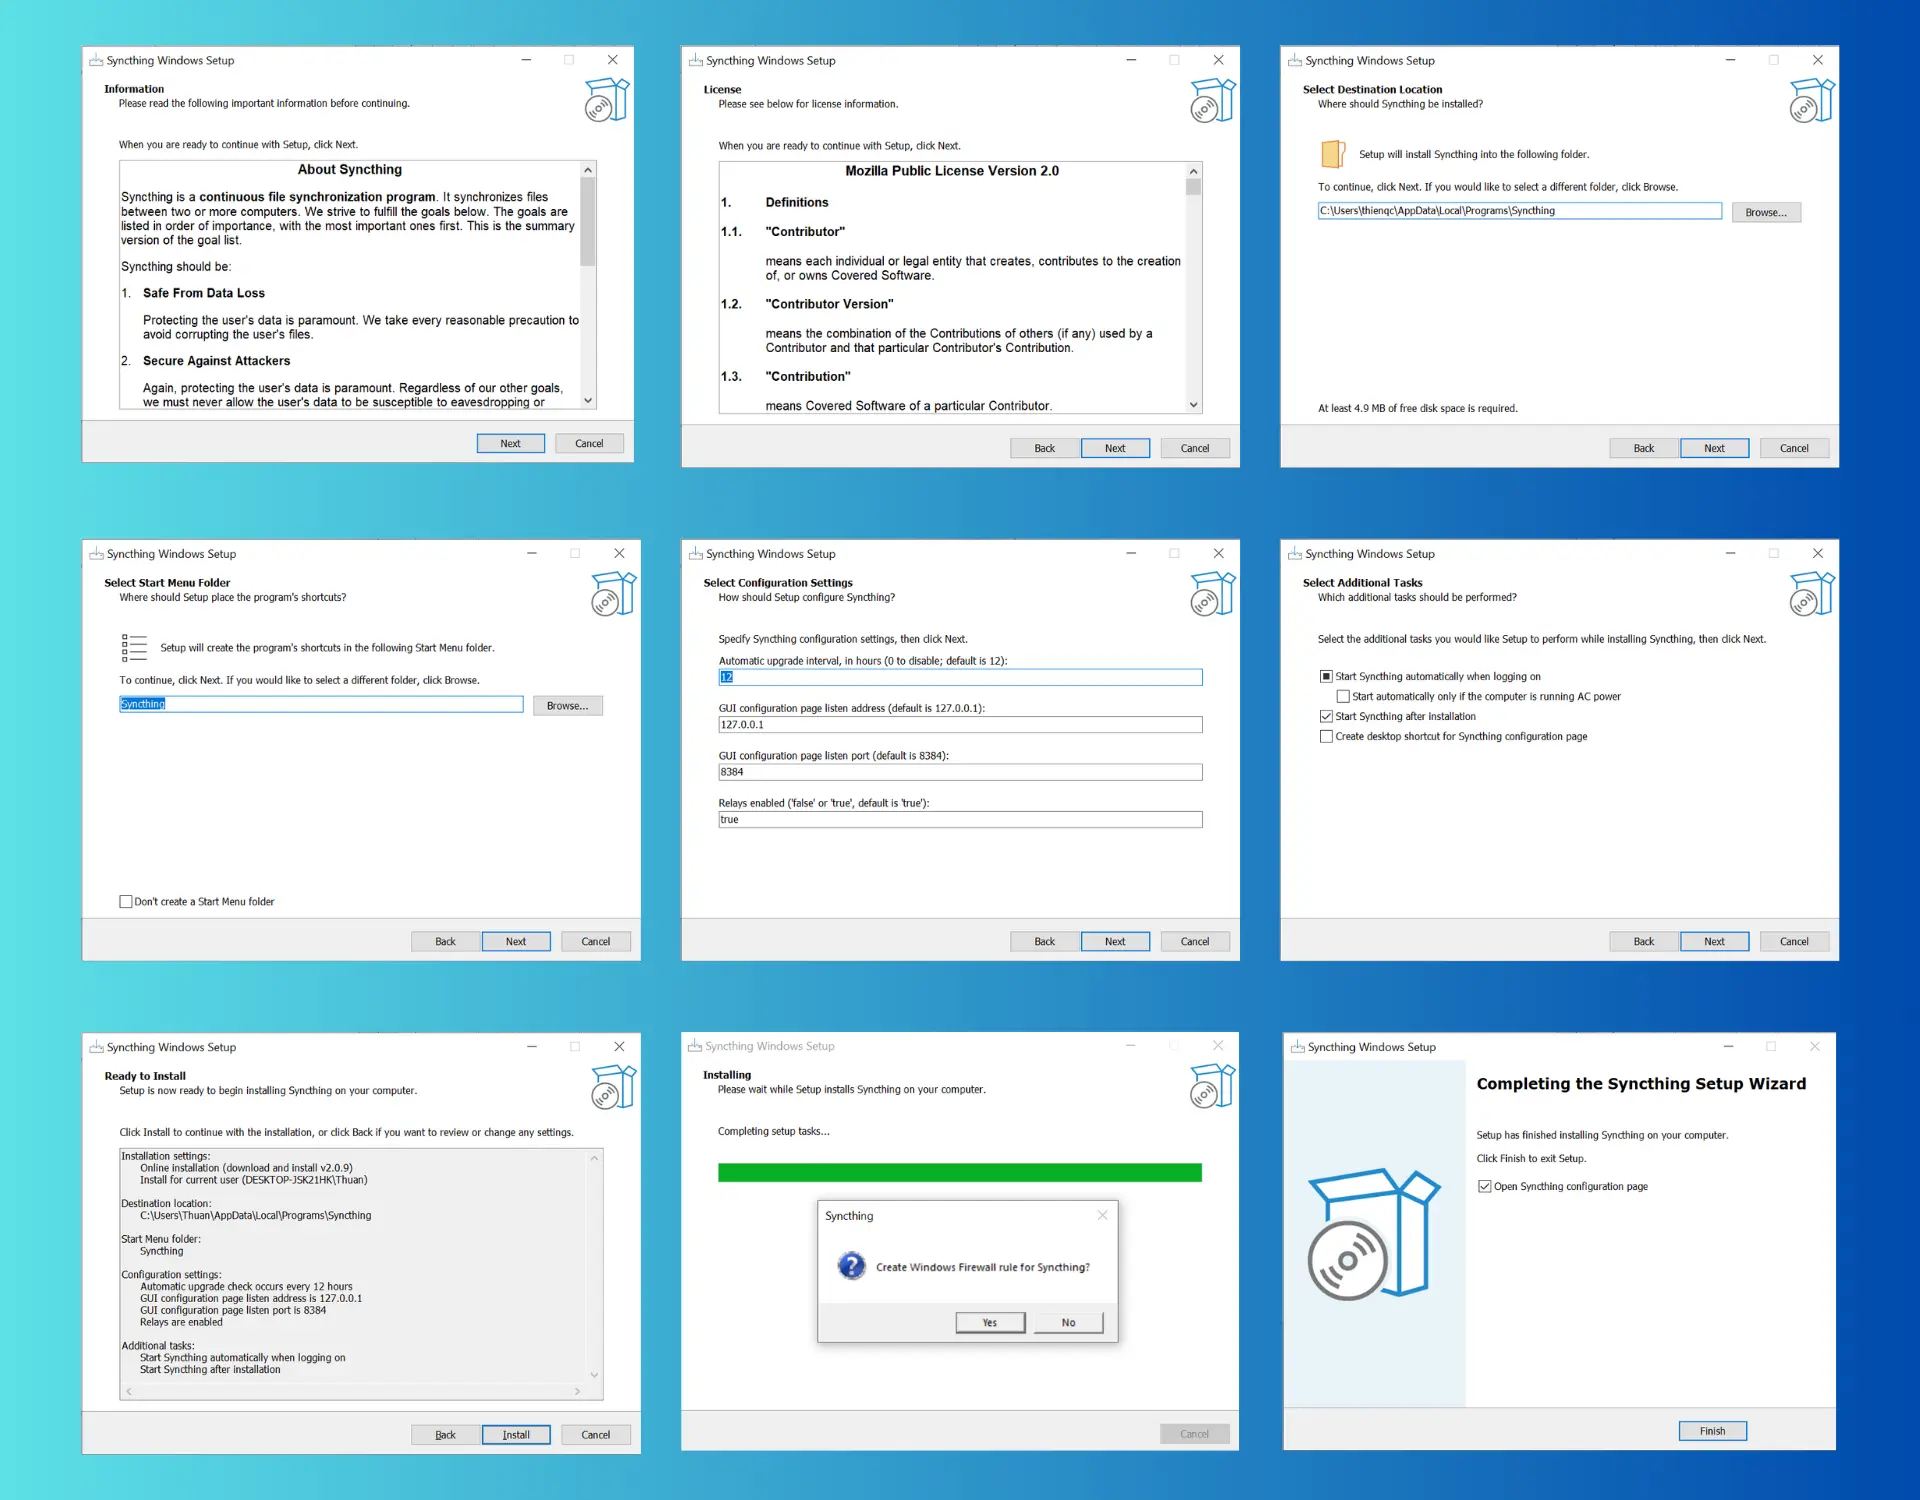 Syncthing Windows Setup
Information
Please read the following important information before continuing.
When you are ready to continue with Setup, click Next.
About Syncthing
Syncthing is a continuous file synchronization program. It synchronizes files
between two or more computers. We strive to fulfill the goals below. The goals are
listed in order of importance, with the most important ones first. This is the summary
version of the goal list.
Syncthing should be:
1. Safe From Data Loss
Protecting the user's data is paramount. We take every reasonable precaution to
avoid corrupting the user's files.
2. Secure Against Attackers
Again, protecting the user's data is paramount. Regardless of our other goals,
we must never allow the user's data to be susceptible to eavesdropping or
Next Cancel
Syncthing Windows Setup
License
Please see below for license information.
When you are ready to continue with Setup, click Next.
Mozilla Public License Version 2.0
1. Definitions
1.1. "Contributor"
means each individual or legal entity that creates, contributes to the creation
of, or owns Covered Software.
1.2. "Contributor Version"
means the combination of the Contributions of others (if any) used by a
Contributor and that particular Contributor's Contribution.
1.3. "Contribution"
means Covered Software of a particular Contributor.
Back Next Cancel
Syncthing Windows Setup
Select Destination Location
Where should Syncthing be installed?
Setup will install Syncthing into the following folder.
To continue, click Next. If you would like to select a different folder, click Browse.
C:\Users\thienqc\AppData\Local\Programs\Syncthing Browse...
At least 4.9 MB of free disk space is required.
Back Next Cancel
Syncthing Windows Setup
Select Start Menu Folder
Where should Setup place the program's shortcuts?
Setup will create the program's shortcuts in the following Start Menu folder.
To continue, click Next. If you would like to select a different folder, click Browse.
Syncthing Browse...
Don't create a Start Menu folder
Back Next Cancel
Syncthing Windows Setup
Select Configuration Settings
How should Setup configure Syncthing?
Specify Syncthing configuration settings, then click Next.
Automatic upgrade interval, in hours (0 to disable; default is 12):
12
GUI configuration page listen address (default is 127.0.0.1):
127.0.0.1
GUI configuration page listen port (default is 8384):
8384
Relays enabled ('false' or 'true', default is 'true'):
true
Back Next Cancel
Syncthing Windows Setup
Select Additional Tasks
Which additional tasks should be performed?
Select the additional tasks you would like Setup to perform while installing Syncthing, then click Next.
Start Syncthing automatically when logging on
Start automatically only if the computer is running AC power
Start Syncthing after installation
Create desktop shortcut for Syncthing configuration page
Back Next Cancel
Syncthing Windows Setup
Ready to Install
Setup is now ready to begin installing Syncthing on your computer.
Click Install to continue with the installation, or click Back if you want to review or change any settings.
Installation settings:
Online installation (download and install v2.0.9)
Install for current user (DESKTOP-JSK21HK\Thuan)
Destination location:
C:\Users\Thuan\AppData\Local\Programs\Syncthing
Start Menu folder:
Syncthing
Configuration settings:
Automatic upgrade check occurs every 12 hours
GUI configuration page listen address is 127.0.0.1
GUI configuration page listen port is 8384
Relays are enabled
Additional tasks:
Start Syncthing automatically when logging on
Start Syncthing after installation
Back Install Cancel
Syncthing Windows Setup
Installing
Please wait while Setup installs Syncthing on your computer.
Completing setup tasks...
Syncthing
Create Windows Firewall rule for Syncthing?
Yes No
Cancel
Syncthing Windows Setup
Completing the Syncthing Setup Wizard
Setup has finished installing Syncthing on your computer.
Click Finish to exit Setup.
Open Syncthing configuration page
Finish